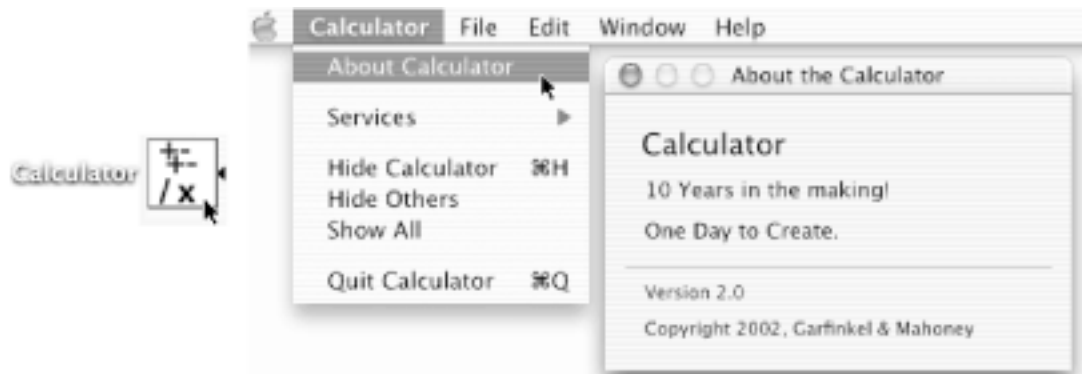 Calculator
+-
+-
/ x
Calculator File Edit Window Help
About Calculator
Services
Hide Calculator ⌘H
Hide Others
Show All
Quit Calculator ⌘Q
About the Calculator
Calculator
10 Years in the making!
One Day to Create.
Version 2.0
Copyright 2002, Garfinkel & Mahoney